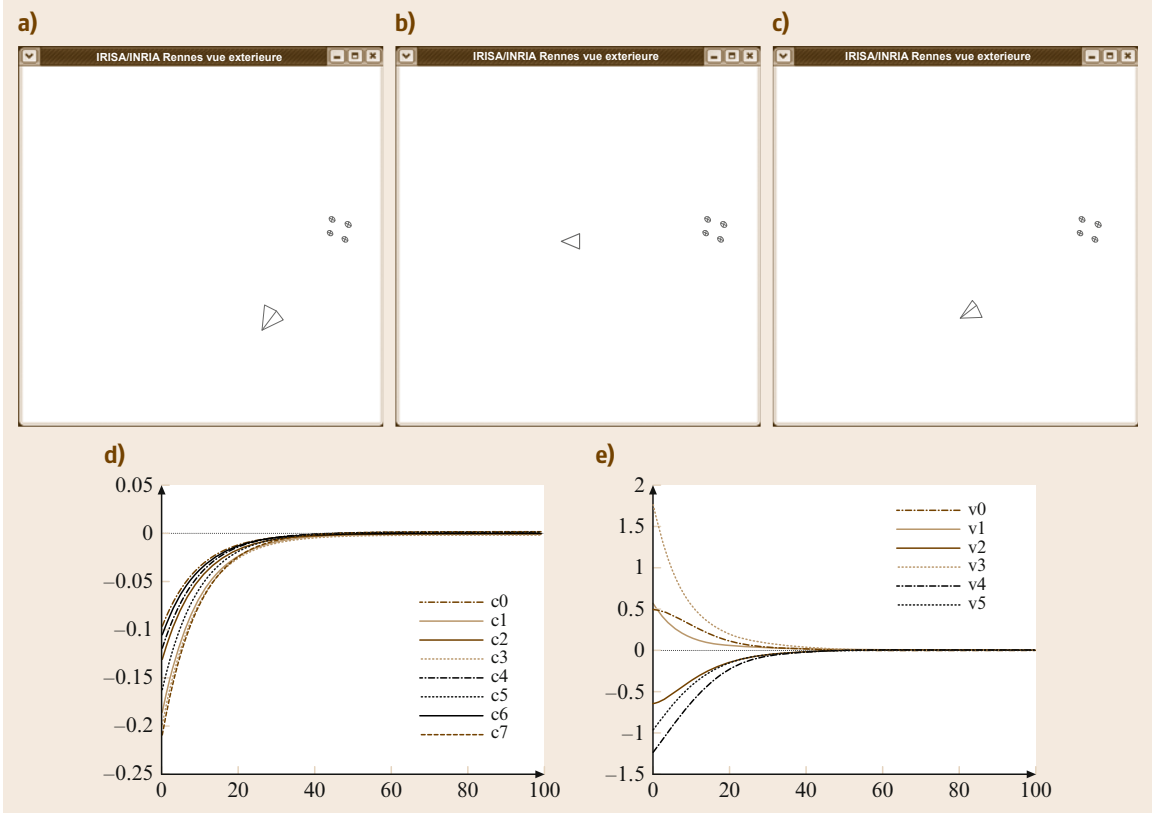 a)
b)
c)
IRISA/INRIA Rennes vue exterieure
IRISA/INRIA Rennes vue exterieure
IRISA/INRIA Rennes vue exterieure
d)
0.05
0
–0.05
–0.1
–0.15
–0.2
–0.25
0
20
40
60
80
100
c0
c1
c2
c3
c4
c5
c6
c7
e)
2
1.5
1
0.5
0
–0.5
–1
–1.5
0
20
40
60
80
100
v0
v1
v2
v3
v4
v5